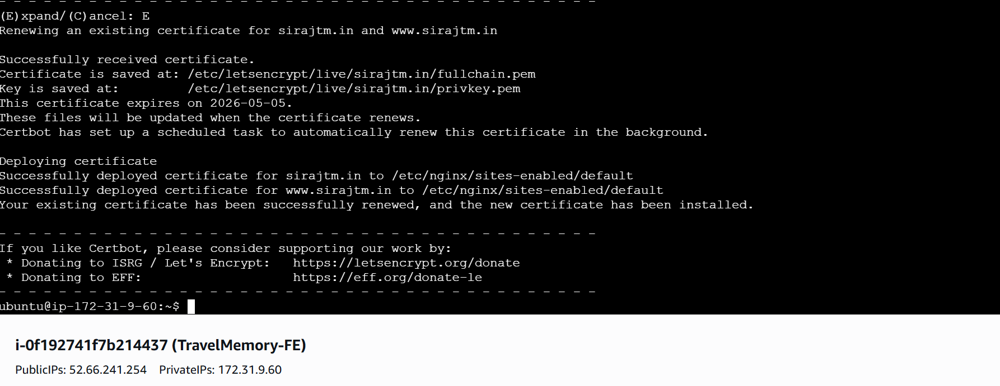 - - - - - - - - - - - - - - - - - - - - - - - - - - - - - - - - - - - - - - - -
(E)xpand/(C)ancel: E
Renewing an existing certificate for sirajtm.in and www.sirajtm.in
Successfully received certificate.
Certificate is saved at: /etc/letsencrypt/live/sirajtm.in/fullchain.pem
Key is saved at: /etc/letsencrypt/live/sirajtm.in/privkey.pem
This certificate expires on 2026-05-05.
These files will be updated when the certificate renews.
Certbot has set up a scheduled task to automatically renew this certificate in the background.
Deploying certificate
Successfully deployed certificate for sirajtm.in to /etc/nginx/sites-enabled/default
Successfully deployed certificate for www.sirajtm.in to /etc/nginx/sites-enabled/default
Your existing certificate has been successfully renewed, and the new certificate has been installed.
- - - - - - - - - - - - - - - - - - - - - - - - - - - - - - - - - - - - - - - -
If you like Certbot, please consider supporting our work by:
* Donating to ISRG / Let's Encrypt: https://letsencrypt.org/donate
* Donating to EFF: https://eff.org/donate-le
- - - - - - - - - - - - - - - - - - - - - - - - - - - - - - - - - - - - - - - -
ubuntu@ip-172-31-9-60:~$
i-0f192741f7b214437 (TravelMemory-FE)
PublicIPs: 52.66.241.254 PrivateIPs: 172.31.9.60